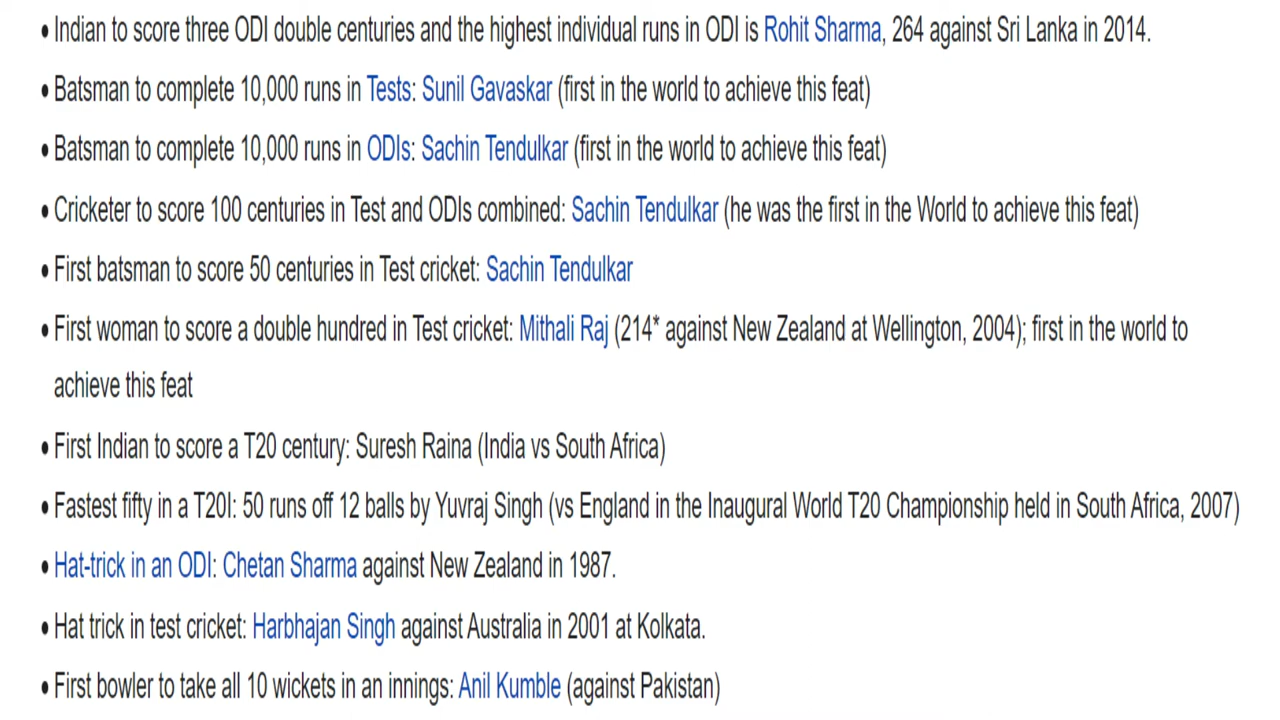 • Indian to score three ODI double centuries and the highest individual runs in ODI is Rohit Sharma, 264 against Sri Lanka in 2014.
• Batsman to complete 10,000 runs in Tests: Sunil Gavaskar (first in the world to achieve this feat)
• Batsman to complete 10,000 runs in ODIs: Sachin Tendulkar (first in the world to achieve this feat)
• Cricketer to score 100 centuries in Test and ODIs combined: Sachin Tendulkar (he was the first in the World to achieve this feat)
• First batsman to score 50 centuries in Test cricket: Sachin Tendulkar
• First woman to score a double hundred in Test cricket: Mithali Raj (214* against New Zealand at Wellington, 2004); first in the world to
achieve this feat
• First Indian to score a T20 century: Suresh Raina (India vs South Africa)
• Fastest fifty in a T20I: 50 runs off 12 balls by Yuvraj Singh (vs England in the Inaugural World T20 Championship held in South Africa, 2007)
• Hat-trick in an ODI: Chetan Sharma against New Zealand in 1987.
• Hat trick in test cricket: Harbhajan Singh against Australia in 2001 at Kolkata.
• First bowler to take all 10 wickets in an innings: Anil Kumble (against Pakistan)